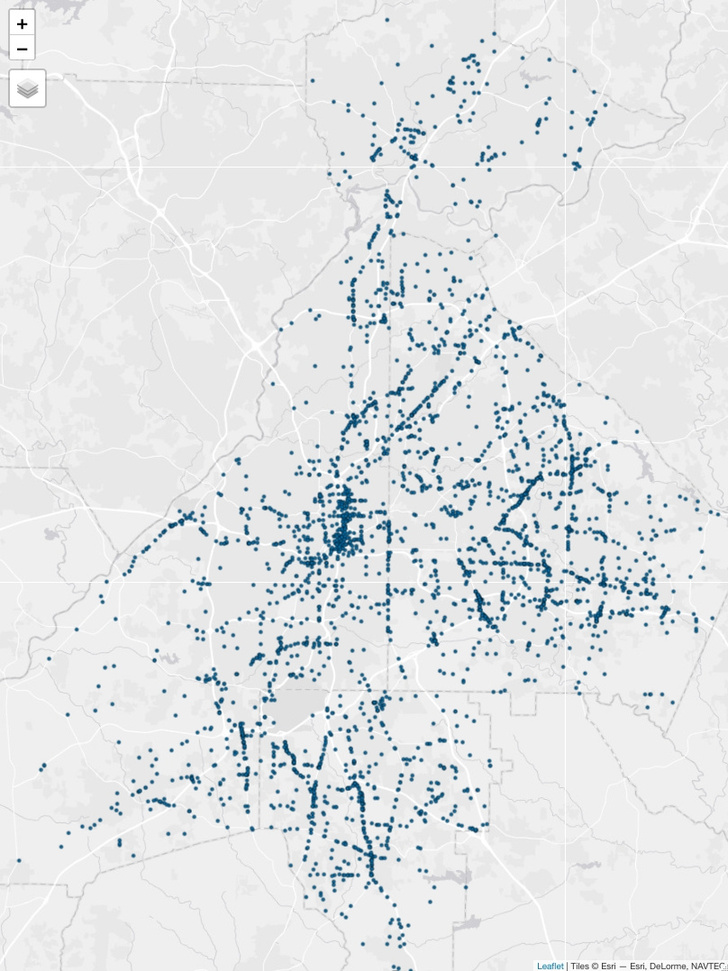 +
−
Leaflet | Tiles © Esri — Esri, DeLorme, NAVTEQ,